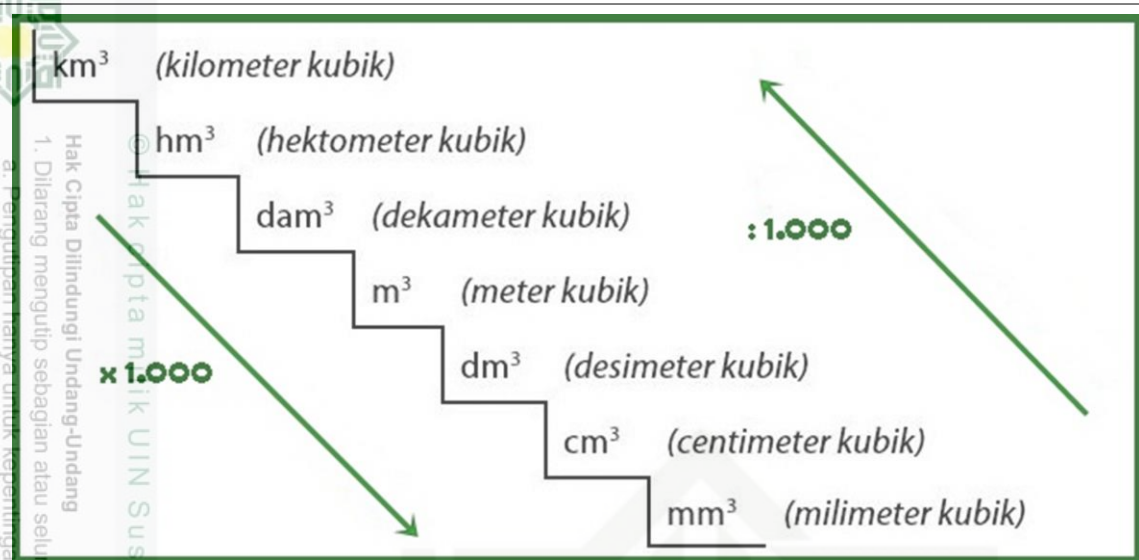 km³ (kilometer kubik)
hm³ (hektometer kubik)
dam³ (dekameter kubik)
: 1.000
m³ (meter kubik)
x 1.000
dm³ (desimeter kubik)
cm³ (centimeter kubik)
mm³ (milimeter kubik)
© Hak cipta milik UIN Sus
Hak Cipta Dilindungi Undang-Undang
1. Dilarang mengutip sebagian atau selu
a. Pengutipan hanya untuk kepentinga